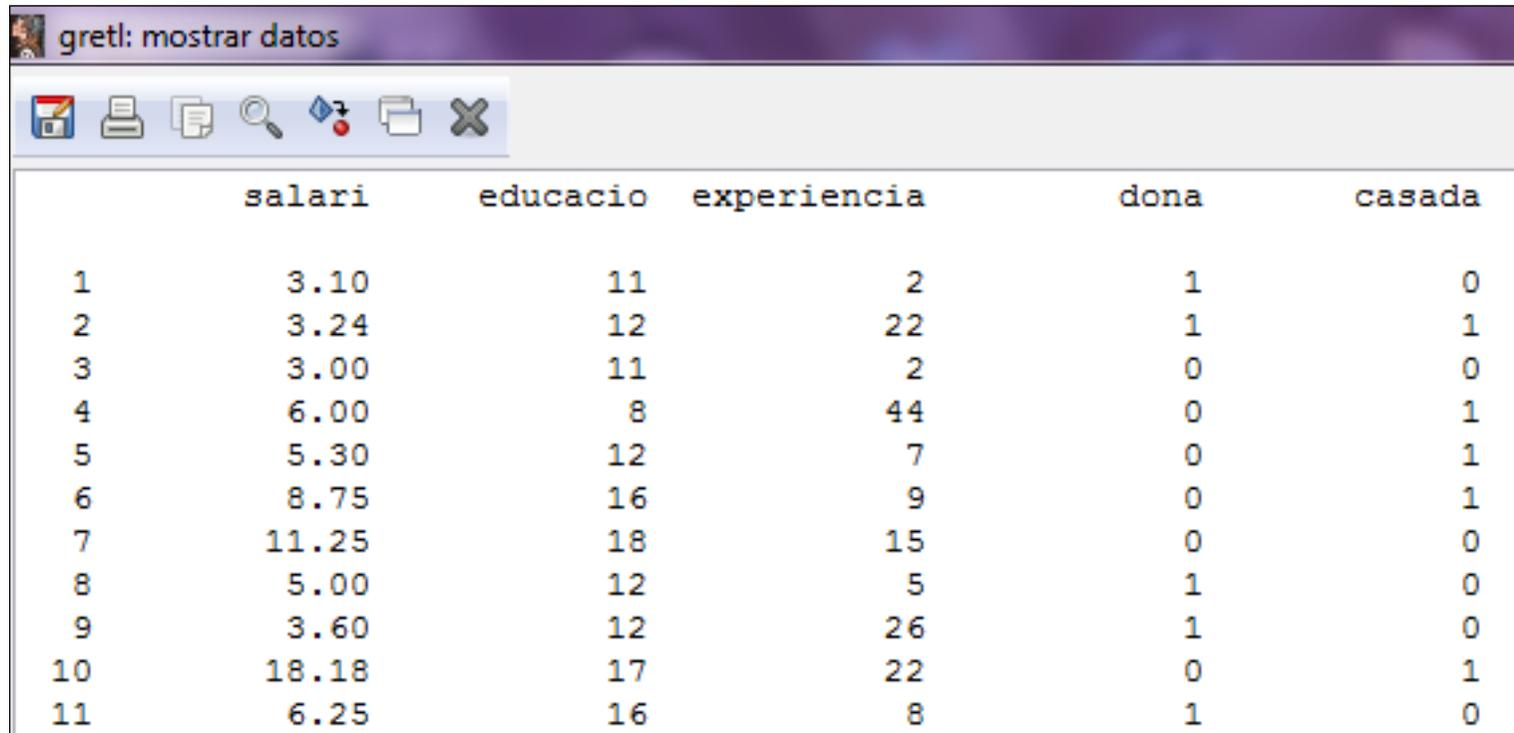 gretl: mostrar datos
salari educacio experiencia dona casada
1 3.10 11 2 1 0
2 3.24 12 22 1 1
3 3.00 11 2 0 0
4 6.00 8 44 0 1
5 5.30 12 7 0 1
6 8.75 16 9 0 1
7 11.25 18 15 0 0
8 5.00 12 5 1 0
9 3.60 12 26 1 0
10 18.18 17 22 0 1
11 6.25 16 8 1 0